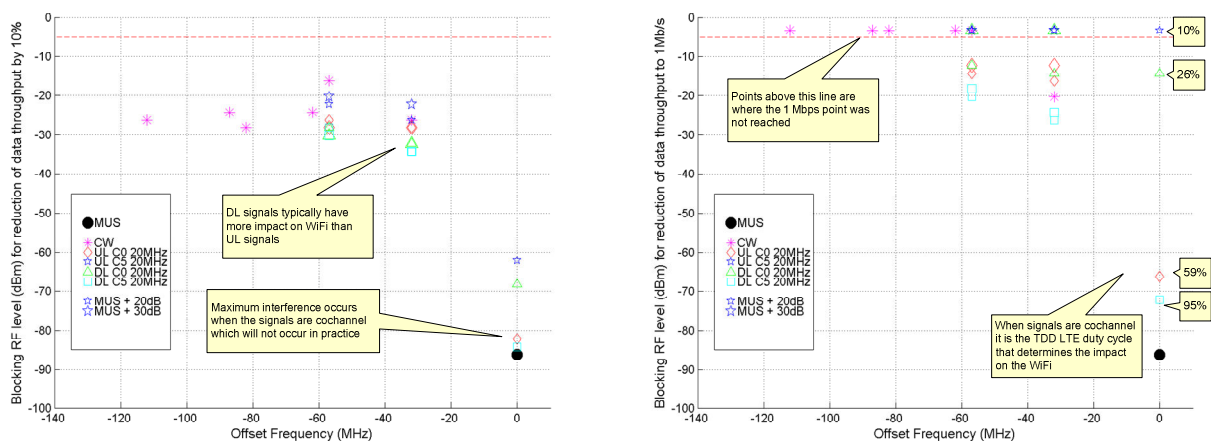 Blocking RF level (dBm) for reduction of data throughput by 10%
0
-10
-20
-30
-40
-50
-60
-70
-80
-90
-100
-140
-120
-100
-80
-60
-40
-20
0
Offset Frequency (MHz)
MUS
CW
UL C0 20MHz
UL C5 20MHz
DL C0 20MHz
DL C5 20MHz
MUS + 20dB
MUS + 30dB
DL signals typically have
more impact on WiFi than
UL signals
Maximum interference occurs
when the signals are cochannel
which will not occur in practice
Blocking RF level (dBm) for reduction of data throughput to 1Mb/s
0
-10
-20
-30
-40
-50
-60
-70
-80
-90
-100
-140
-120
-100
-80
-60
-40
-20
0
Offset Frequency (MHz)
MUS
CW
UL C0 20MHz
UL C5 20MHz
DL C0 20MHz
DL C5 20MHz
MUS + 20dB
MUS + 30dB
Points above this line are
where the 1 Mbps point was
not reached
10%
26%
59%
95%
When signals are cochannel
it is the TDD LTE duty cycle
that determines the impact
on the WiFi